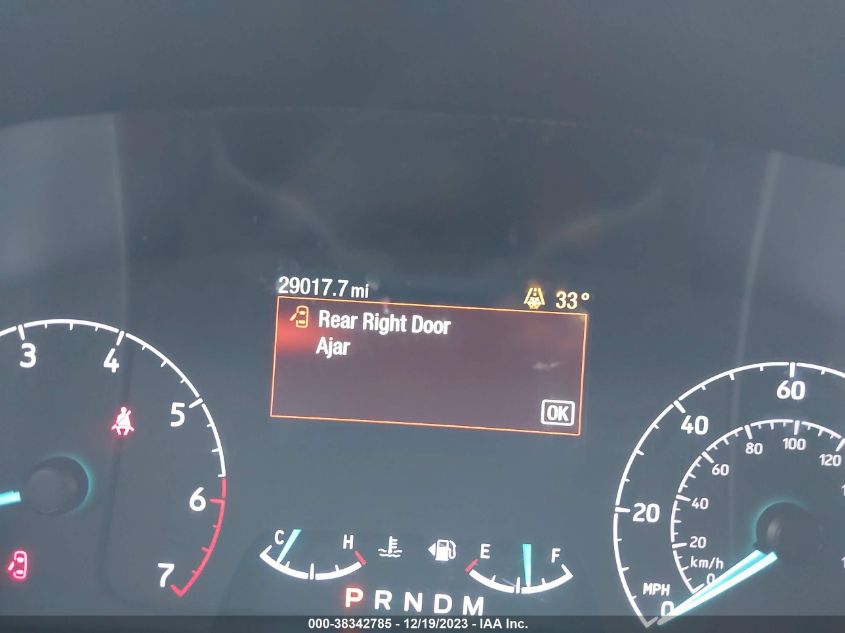 29017.7 mi 33°
Rear Right Door
Ajar
OK
3 4 5 6 7
C H
E F
P R N D M
0 20 40 60
MPH
0 20 40 60 80 100 120
km/h
000-38342785 - 12/19/2023 - IAA Inc.